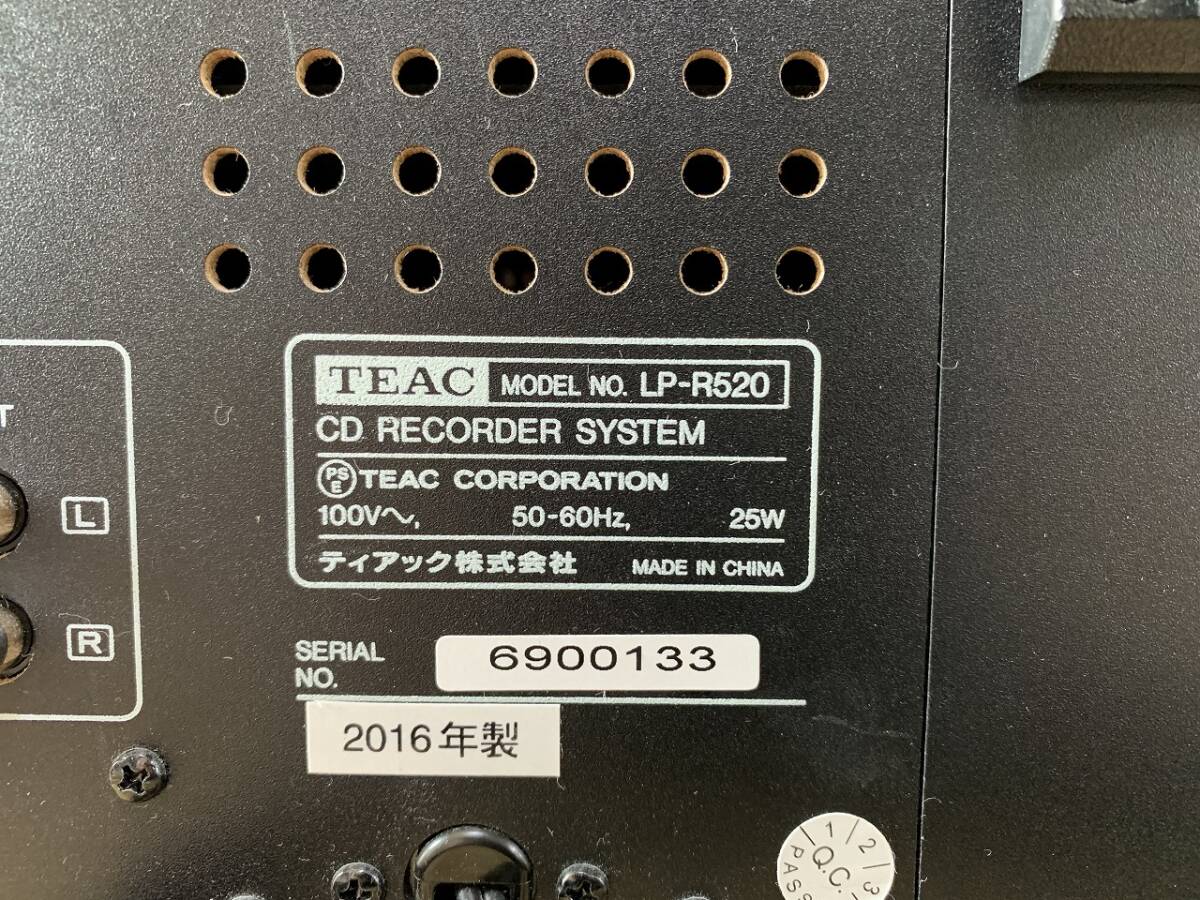 TEAC MODEL NO. LP-R520
CD RECORDER SYSTEM
PSE TEAC CORPORATION
100V～, 50-60Hz, 25W
ティアック株式会社 MADE IN CHINA
T
L
R
SERIAL NO.
6900133
2016年製
1 2 3
Q.C.
PASS